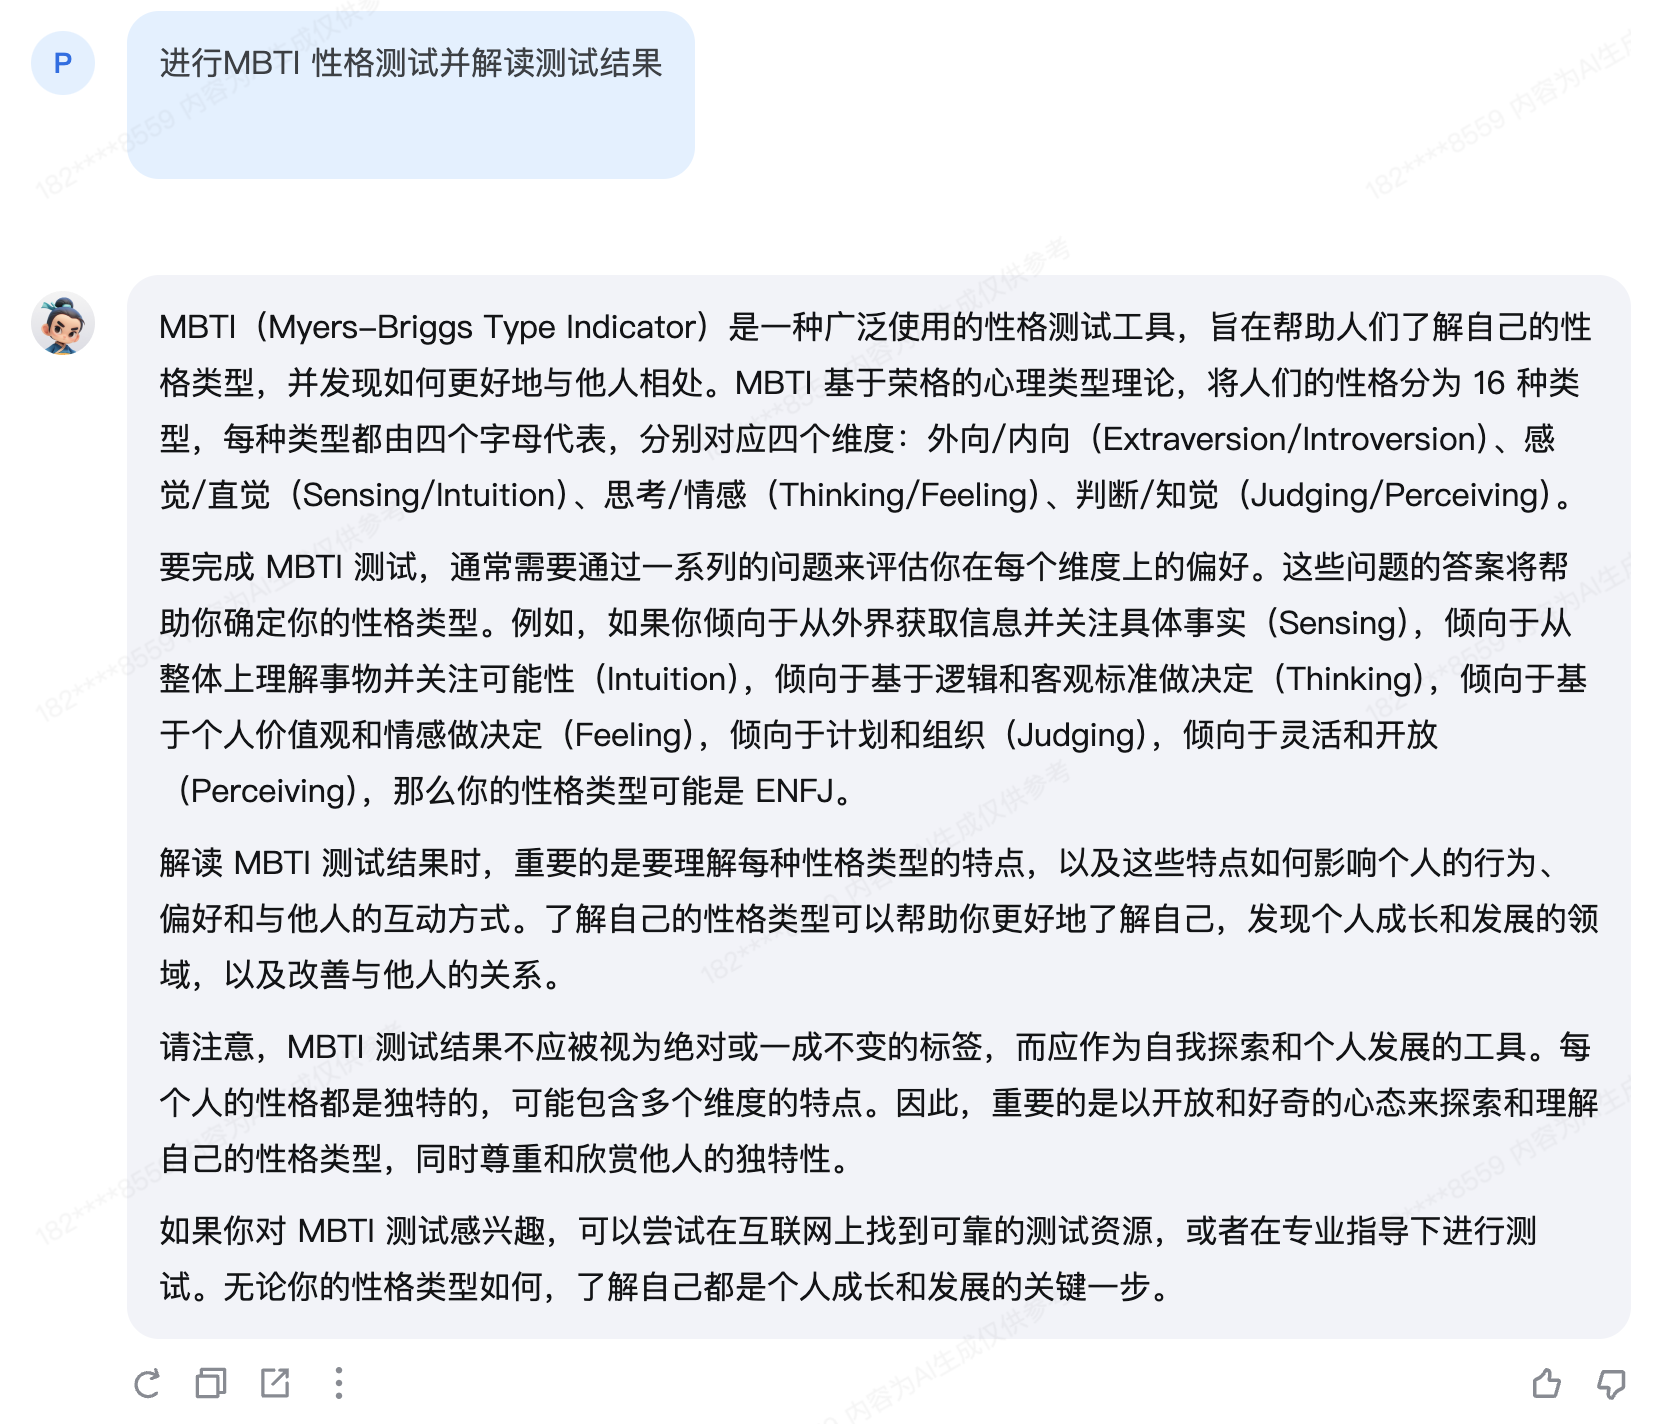 P
进行MBTI 性格测试并解读测试结果
MBTI（Myers-Briggs Type Indicator）是一种广泛使用的性格测试工具，旨在帮助人们了解自己的性
格类型，并发现如何更好地与他人相处。MBTI 基于荣格的心理类型理论，将人们的性格分为 16 种类
型，每种类型都由四个字母代表，分别对应四个维度：外向/内向（Extraversion/Introversion）、感
觉/直觉（Sensing/Intuition）、思考/情感（Thinking/Feeling）、判断/知觉（Judging/Perceiving）。
要完成 MBTI 测试，通常需要通过一系列的问题来评估你在每个维度上的偏好。这些问题的答案将帮
助你确定你的性格类型。例如，如果你倾向于从外界获取信息并关注具体事实（Sensing），倾向于从
整体上理解事物并关注可能性（Intuition），倾向于基于逻辑和客观标准做决定（Thinking），倾向于基
于个人价值观和情感做决定（Feeling），倾向于计划和组织（Judging），倾向于灵活和开放
（Perceiving），那么你的性格类型可能是 ENFJ。
解读 MBTI 测试结果时，重要的是要理解每种性格类型的特点，以及这些特点如何影响个人的行为、
偏好和与他人的互动方式。了解自己的性格类型可以帮助你更好地了解自己，发现个人成长和发展的领
域，以及改善与他人的关系。
请注意，MBTI 测试结果不应被视为绝对或一成不变的标签，而应作为自我探索和个人发展的工具。每
个人的性格都是独特的，可能包含多个维度的特点。因此，重要的是以开放和好奇的心态来探索和理解
自己的性格类型，同时尊重和欣赏他人的独特性。
如果你对 MBTI 测试感兴趣，可以尝试在互联网上找到可靠的测试资源，或者在专业指导下进行测
试。无论你的性格类型如何，了解自己都是个人成长和发展的关键一步。
182****8559 内容为AI生成仅供参考